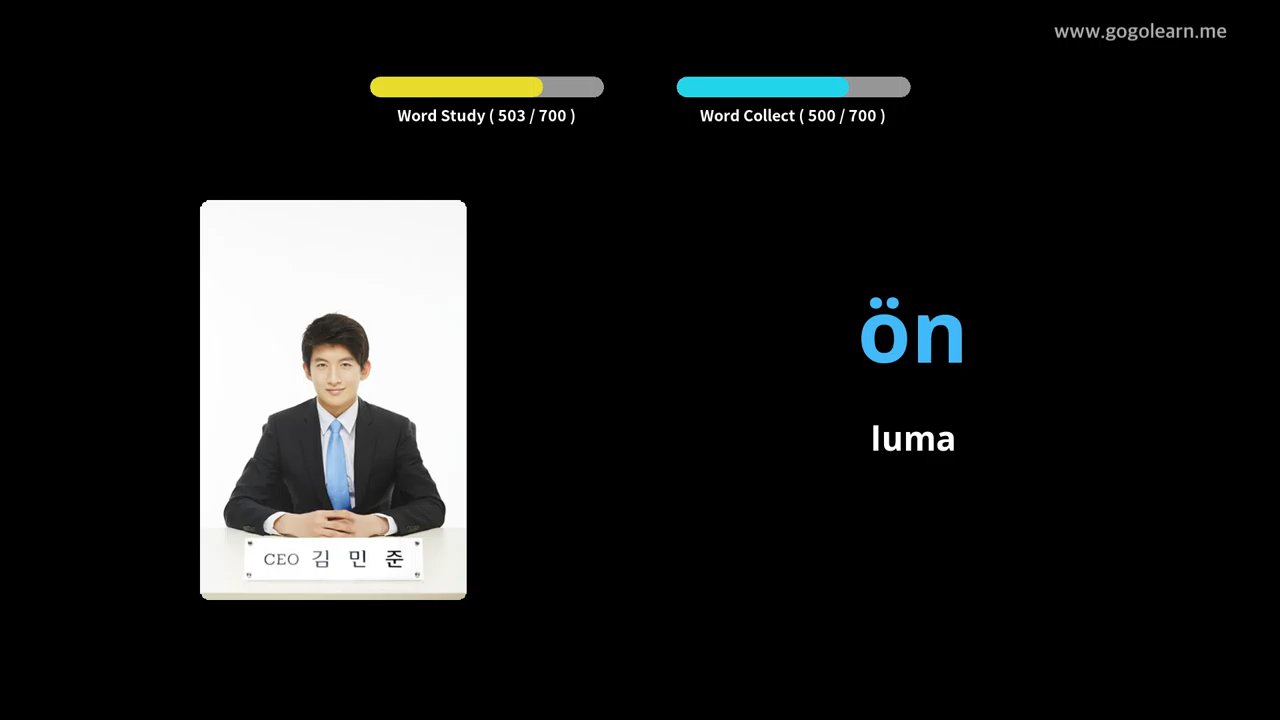 www.gogolearn.me
Word Study ( 503 / 700 )
Word Collect ( 500 / 700 )
ön
luma
CEO 김 민 준